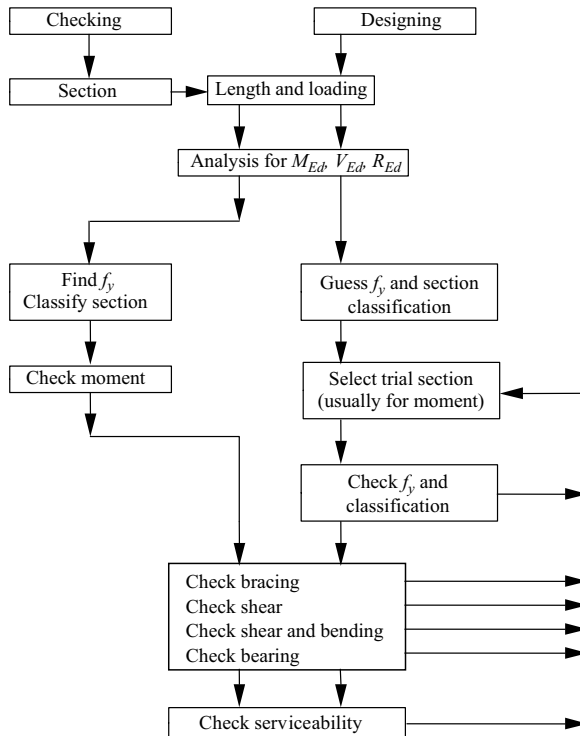 Checking
Designing
Section
Length and loading
Analysis for M_Ed, V_Ed, R_Ed
Find f_y
Classify section
Guess f_y and section
classification
Check moment
Select trial section
(usually for moment)
Check f_y and
classification
Check bracing
Check shear
Check shear and bending
Check bearing
Check serviceability